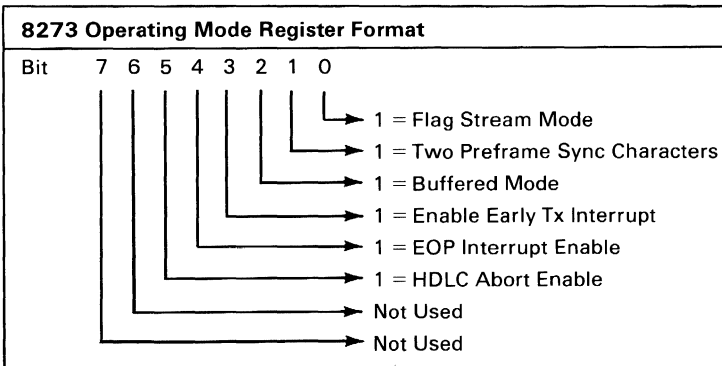 8273 Operating Mode Register Format
Bit 7 6 5 4 3 2 1 0
1 = Flag Stream Mode
1 = Two Preframe Sync Characters
1 = Buffered Mode
1 = Enable Early Tx Interrupt
1 = EOP Interrupt Enable
1 = HDLC Abort Enable
Not Used
Not Used